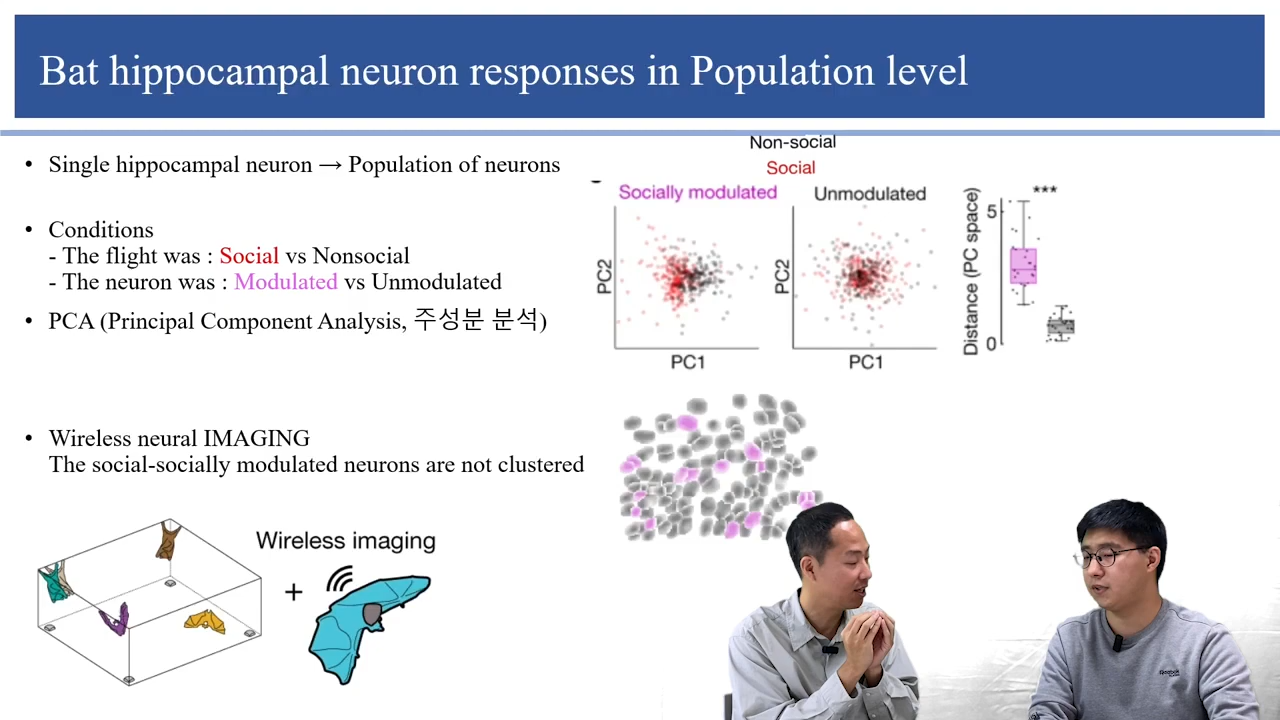 Bat hippocampal neuron responses in Population level
• Single hippocampal neuron → Population of neurons
• Conditions
- The flight was : Social vs Nonsocial
- The neuron was : Modulated vs Unmodulated
• PCA (Principal Component Analysis, 주성분 분석)
• Wireless neural IMAGING
The social-socially modulated neurons are not clustered
Wireless imaging
+
Non-social
Social
Socially modulated
Unmodulated
PC2
PC1
PC2
PC1
Distance (PC space)
5
0
***
Reebok